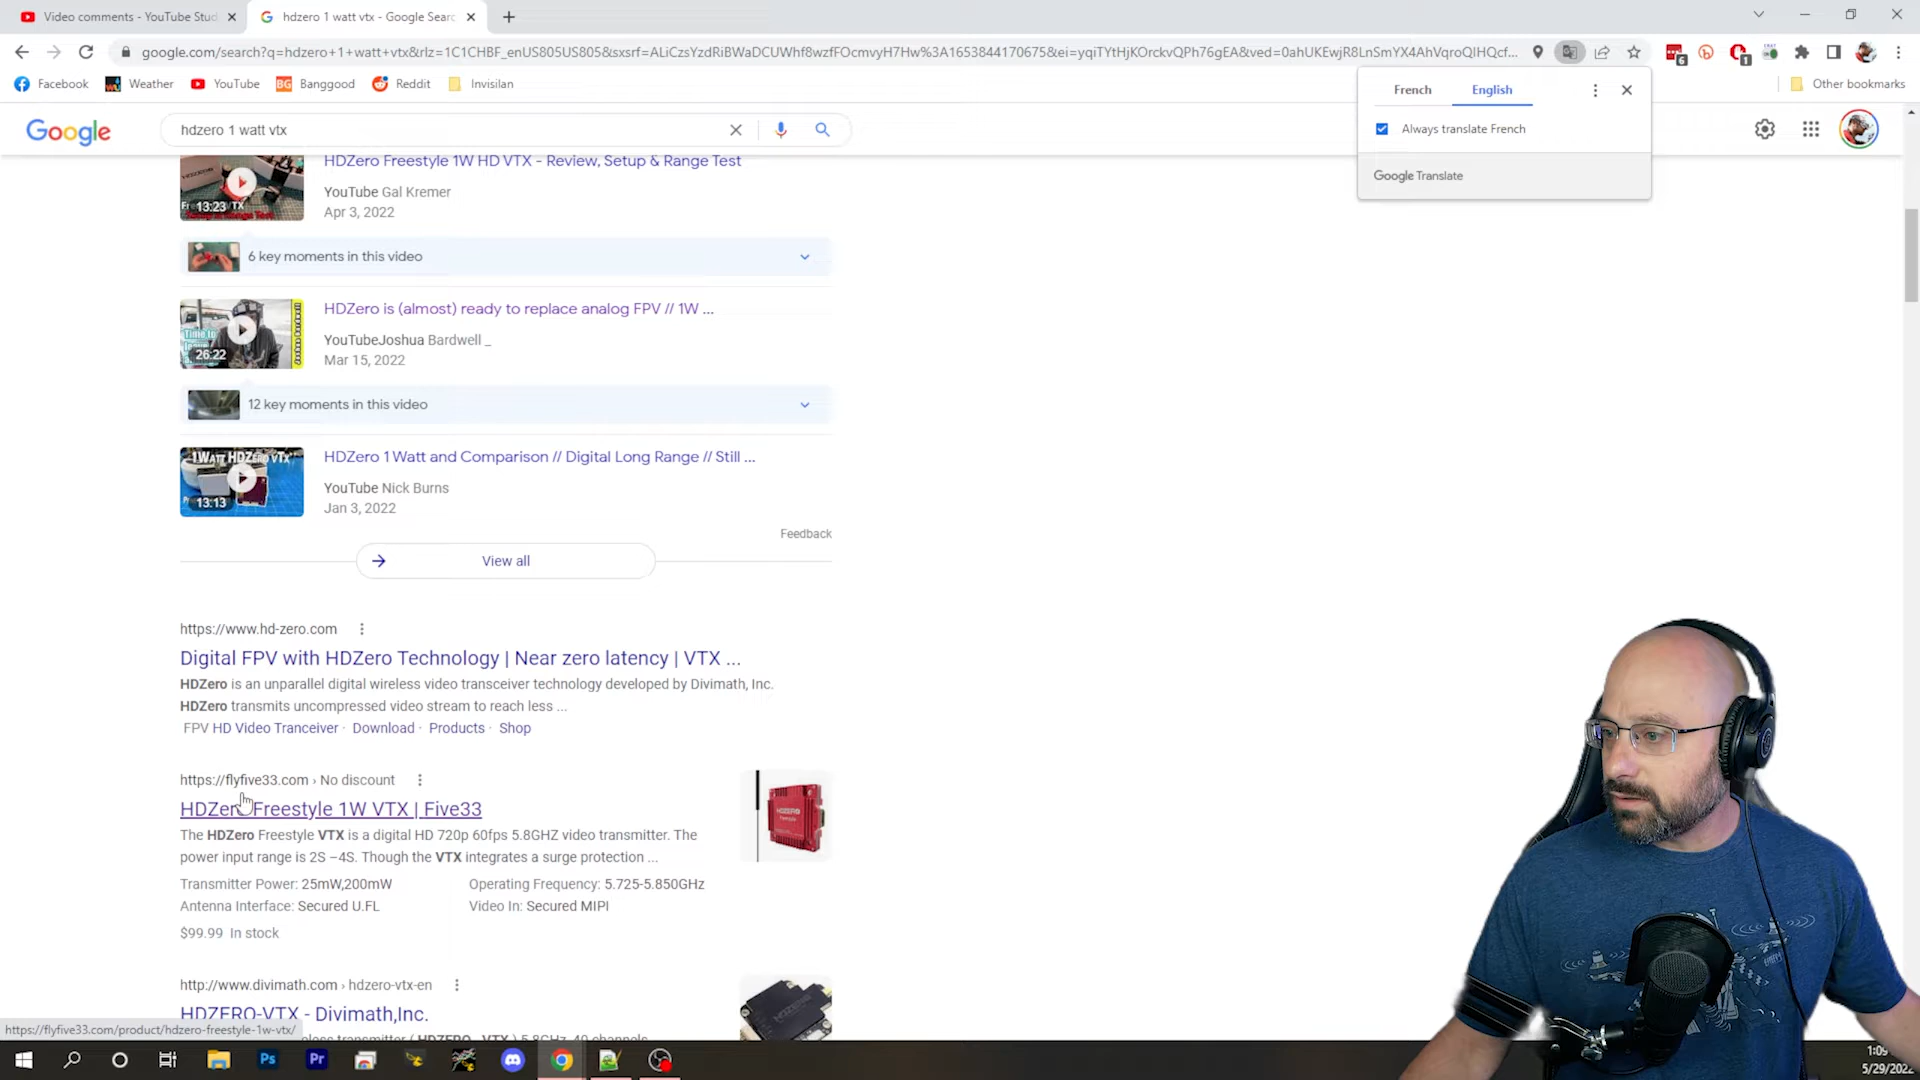 Video comments - YouTube Stud
hdzero 1 watt vtx - Google Searc
google.com/search?q=hdzero+1+watt+vtx&rlz=1C1CHBF_enUS805US805&sxsrf=ALiCzsYzdRiBWaDCUWhf8wzfFOcmvyH7Hw%3A1653844170675&ei=yqiTYtHjKOrckvQPh76gEA&ved=0ahUKEwjR8LnSmYX4AhVqroQIHQcf...
6
1
Facebook
Weather
YouTube
BG Banggood
Reddit
Invisilan
Other bookmarks
French
English
Always translate French
Google Translate
Google
hdzero 1 watt vtx
HDZero Freestyle 1W HD VTX - Review, Setup & Range Test
YouTube Gal Kremer
Apr 3, 2022
13:23
6 key moments in this video
HDZero is (almost) ready to replace analog FPV // 1W ...
YouTubeJoshua Bardwell _
Mar 15, 2022
26:22
12 key moments in this video
1WATT HDZERO VTX
HDZero 1 Watt and Comparison // Digital Long Range // Still ...
YouTube Nick Burns
Jan 3, 2022
13:13
Feedback
View all
https://www.hd-zero.com
Digital FPV with HDZero Technology | Near zero latency | VTX ...
HDZero is an unparallel digital wireless video transceiver technology developed by Divimath, Inc.
HDZero transmits uncompressed video stream to reach less ...
FPV HD Video Tranceiver · Download · Products · Shop
https://flyfive33.com › No discount
HDZero Freestyle 1W VTX | Five33
The HDZero Freestyle VTX is a digital HD 720p 60fps 5.8GHZ video transmitter. The
power input range is 2S –4S. Though the VTX integrates a surge protection ...
Transmitter Power: 25mW,200mW
Operating Frequency: 5.725-5.850GHz
Antenna Interface: Secured U.FL
Video In: Secured MIPI
$99.99 In stock
http://www.divimath.com › hdzero-vtx-en
HDZERO-VTX - Divimath,Inc.
https://flyfive33.com/product/hdzero-freestyle-1w-vtx/
Ps
Pr
1:09
5/29/2022